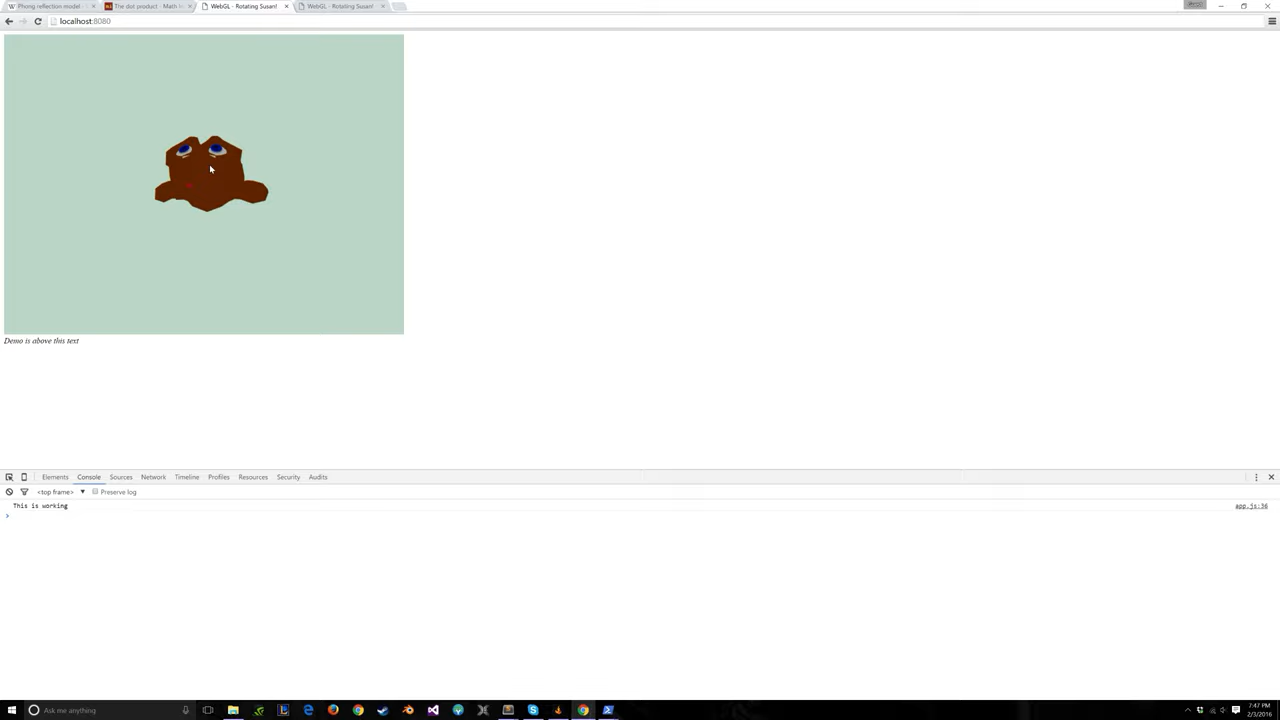 Phong reflection model - The dot product - Math In WebGL - Rotating Susan! WebGL - Rotating Susan!
localhost:8080
Demo is above this text
Elements Console Sources Network Timeline Profiles Resources Security Audits
<top frame> Preserve log
This is working app.js:36
Ask me anything 7:47 PM
2/3/2016